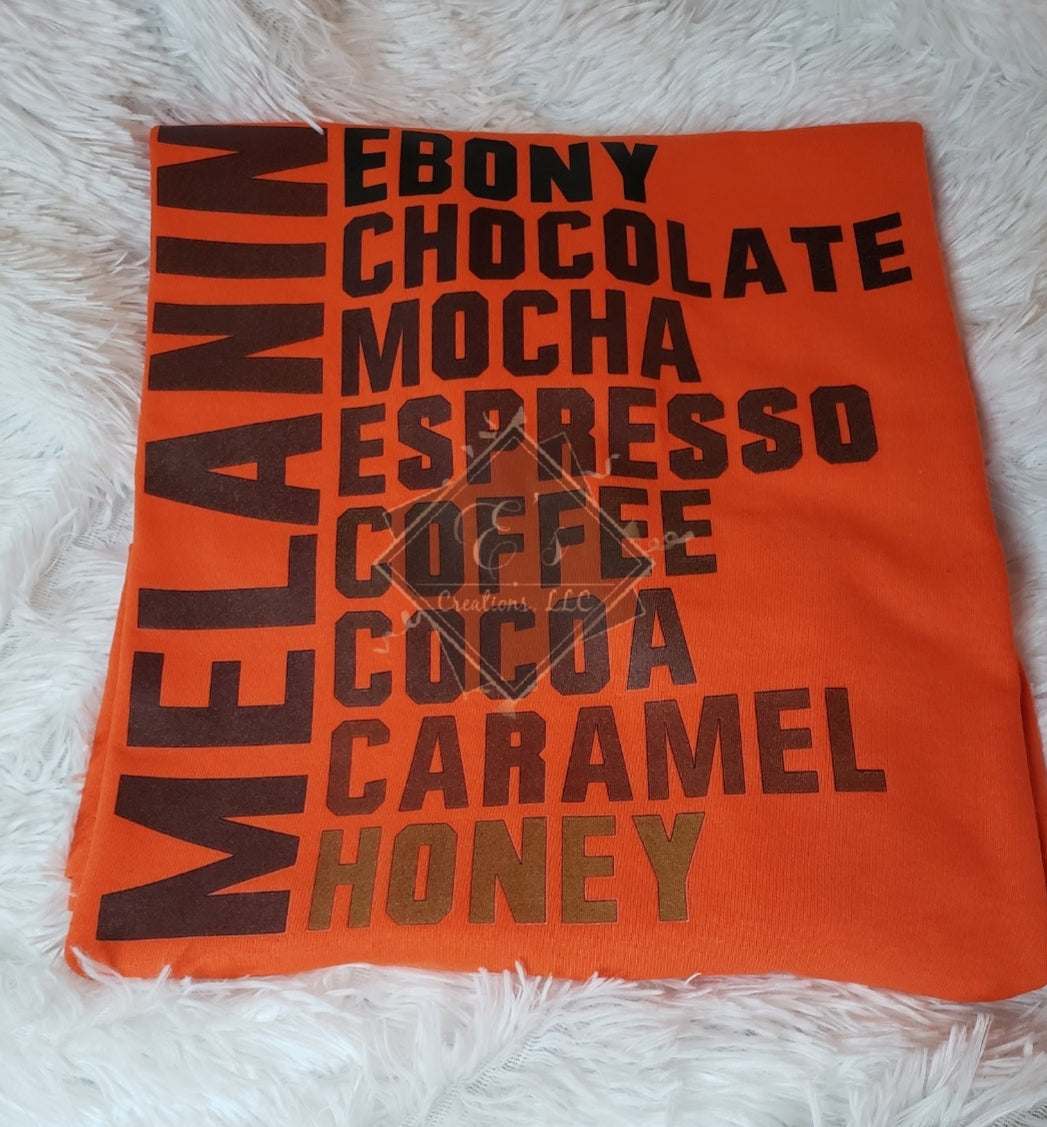 MELANIN
EBONY
CHOCOLATE
MOCHA
ESPRESSO
COFFEE
COCOA
CARAMEL
HONEY
Creations, LLC